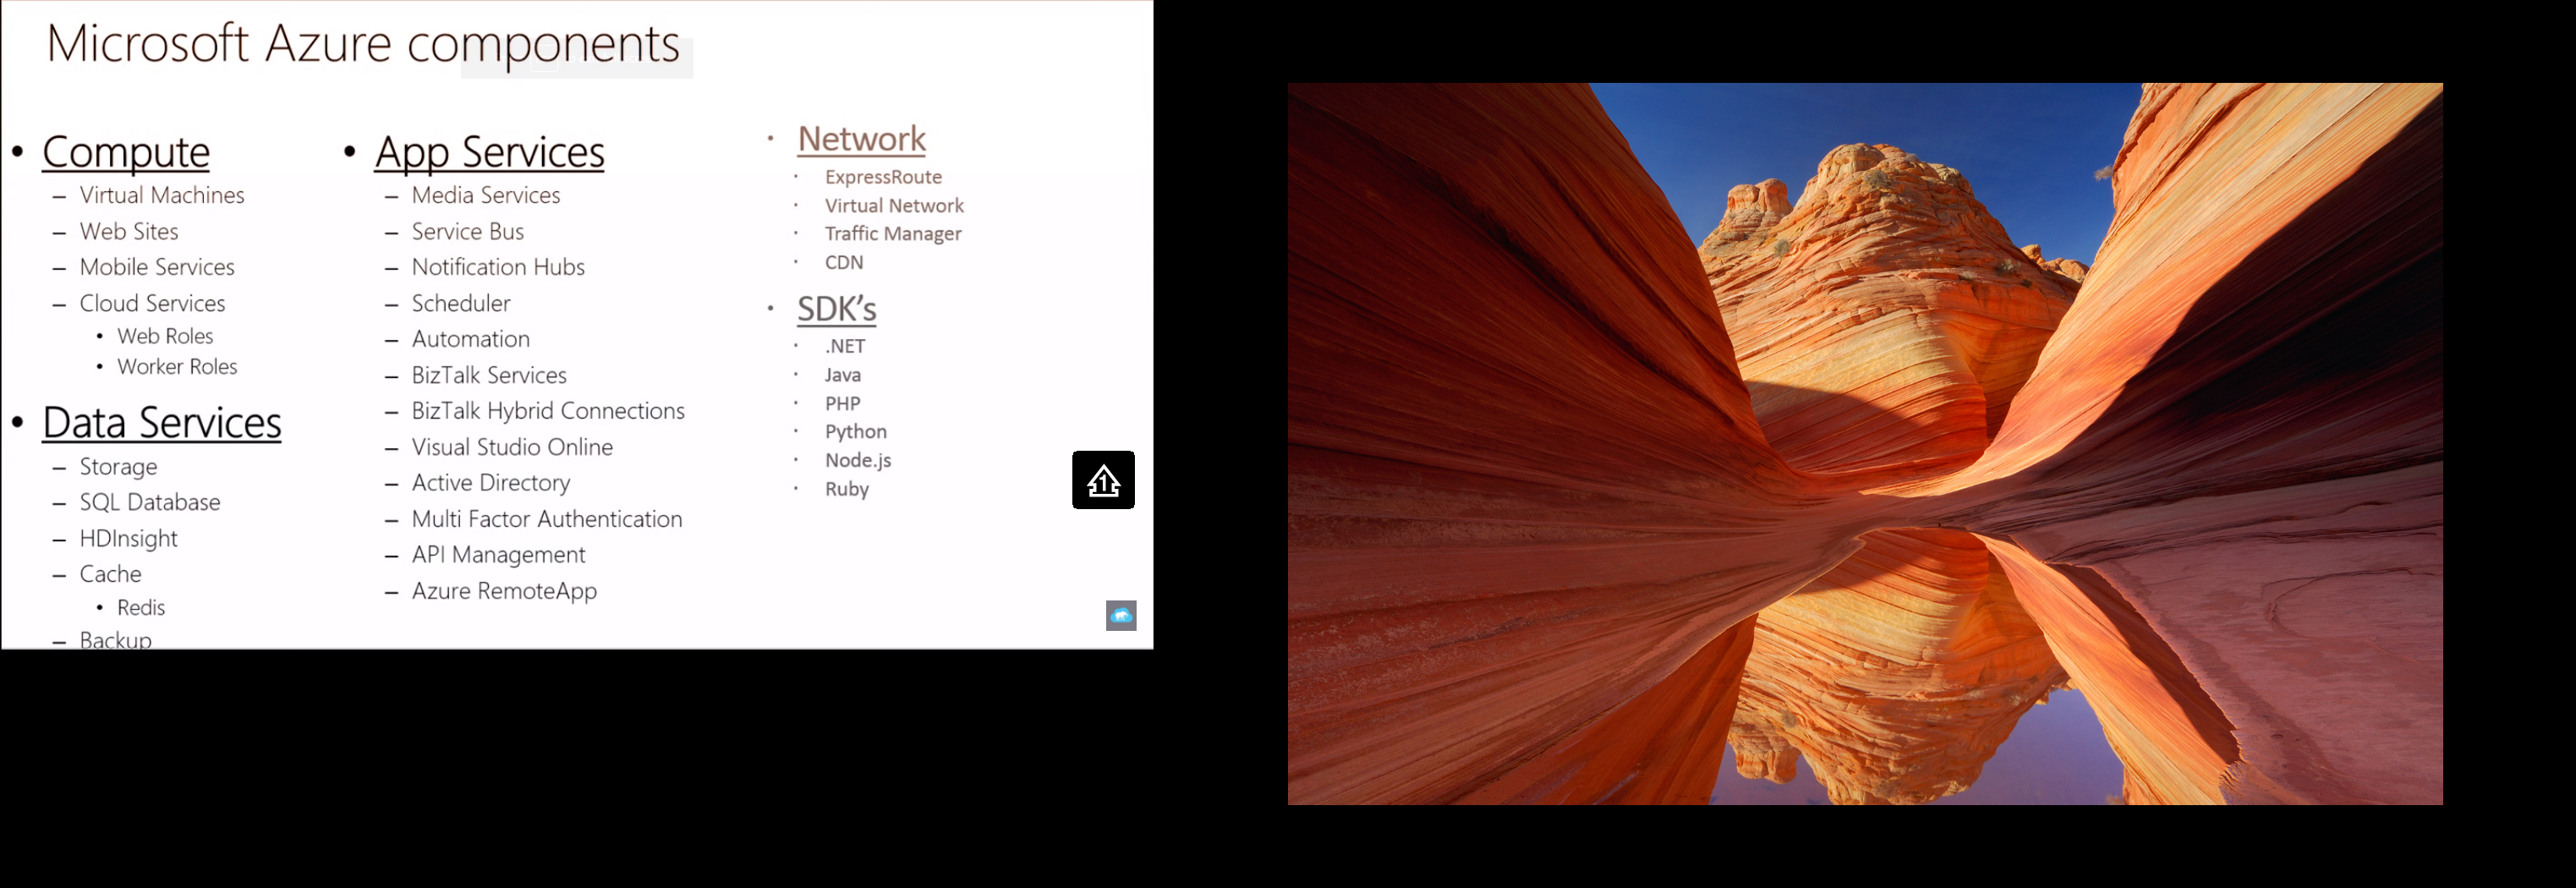 Microsoft Azure components
• Compute
– Virtual Machines
– Web Sites
– Mobile Services
– Cloud Services
• Web Roles
• Worker Roles
• Data Services
– Storage
– SQL Database
– HDInsight
– Cache
• Redis
– Backup
• App Services
– Media Services
– Service Bus
– Notification Hubs
– Scheduler
– Automation
– BizTalk Services
– BizTalk Hybrid Connections
– Visual Studio Online
– Active Directory
– Multi Factor Authentication
– API Management
– Azure RemoteApp
• Network
· ExpressRoute
· Virtual Network
· Traffic Manager
· CDN
• SDK's
· .NET
· Java
· PHP
· Python
· Node.js
· Ruby
1